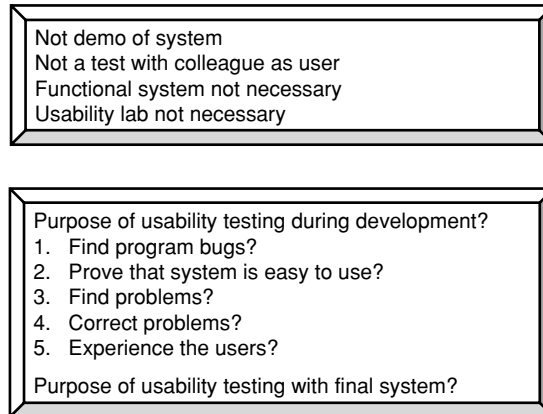 Not demo of system
Not a test with colleague as user
Functional system not necessary
Usability lab not necessary
Purpose of usability testing during development?
1. Find program bugs?
2. Prove that system is easy to use?
3. Find problems?
4. Correct problems?
5. Experience the users?
Purpose of usability testing with final system?